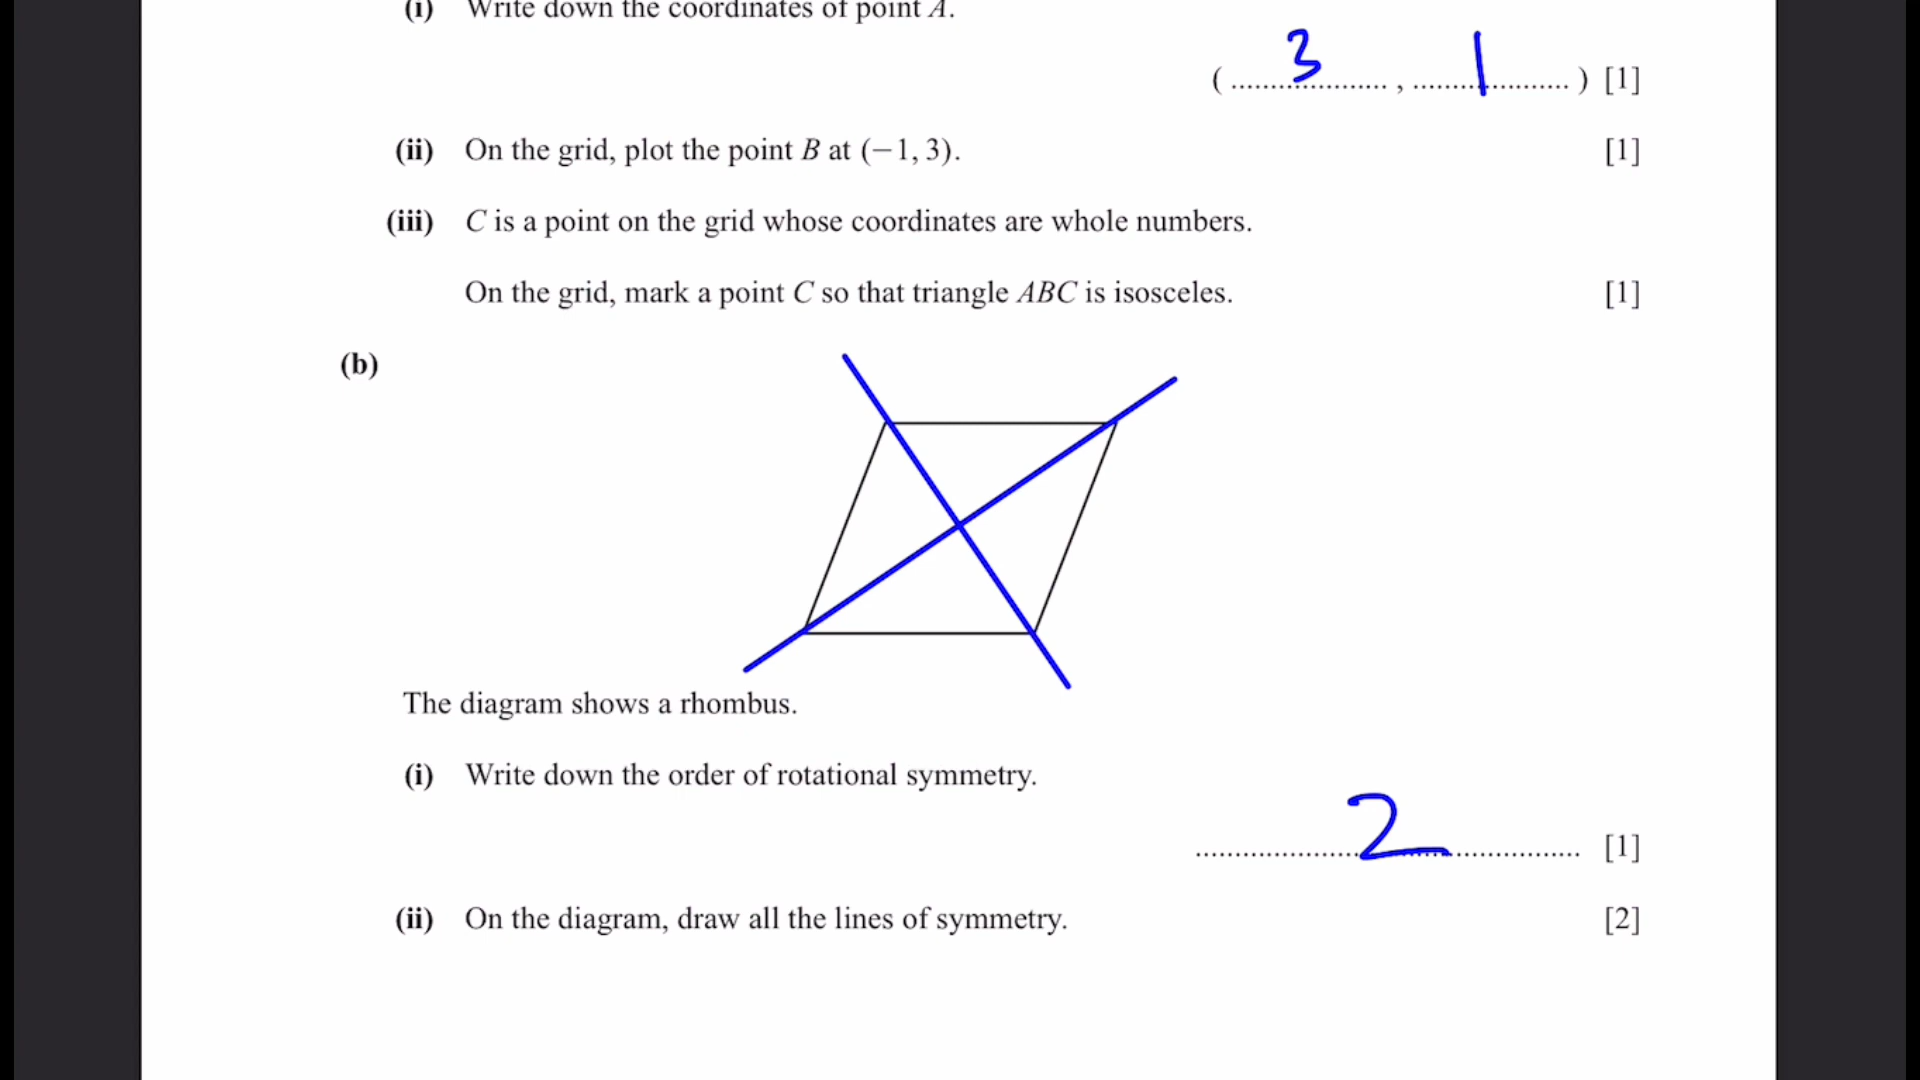 (i) Write down the coordinates of point A.
( 3 , 1 ) [1]
(ii) On the grid, plot the point B at (−1, 3). [1]
(iii) C is a point on the grid whose coordinates are whole numbers.
On the grid, mark a point C so that triangle ABC is isosceles. [1]
(b)
The diagram shows a rhombus.
(i) Write down the order of rotational symmetry.
2 [1]
(ii) On the diagram, draw all the lines of symmetry. [2]